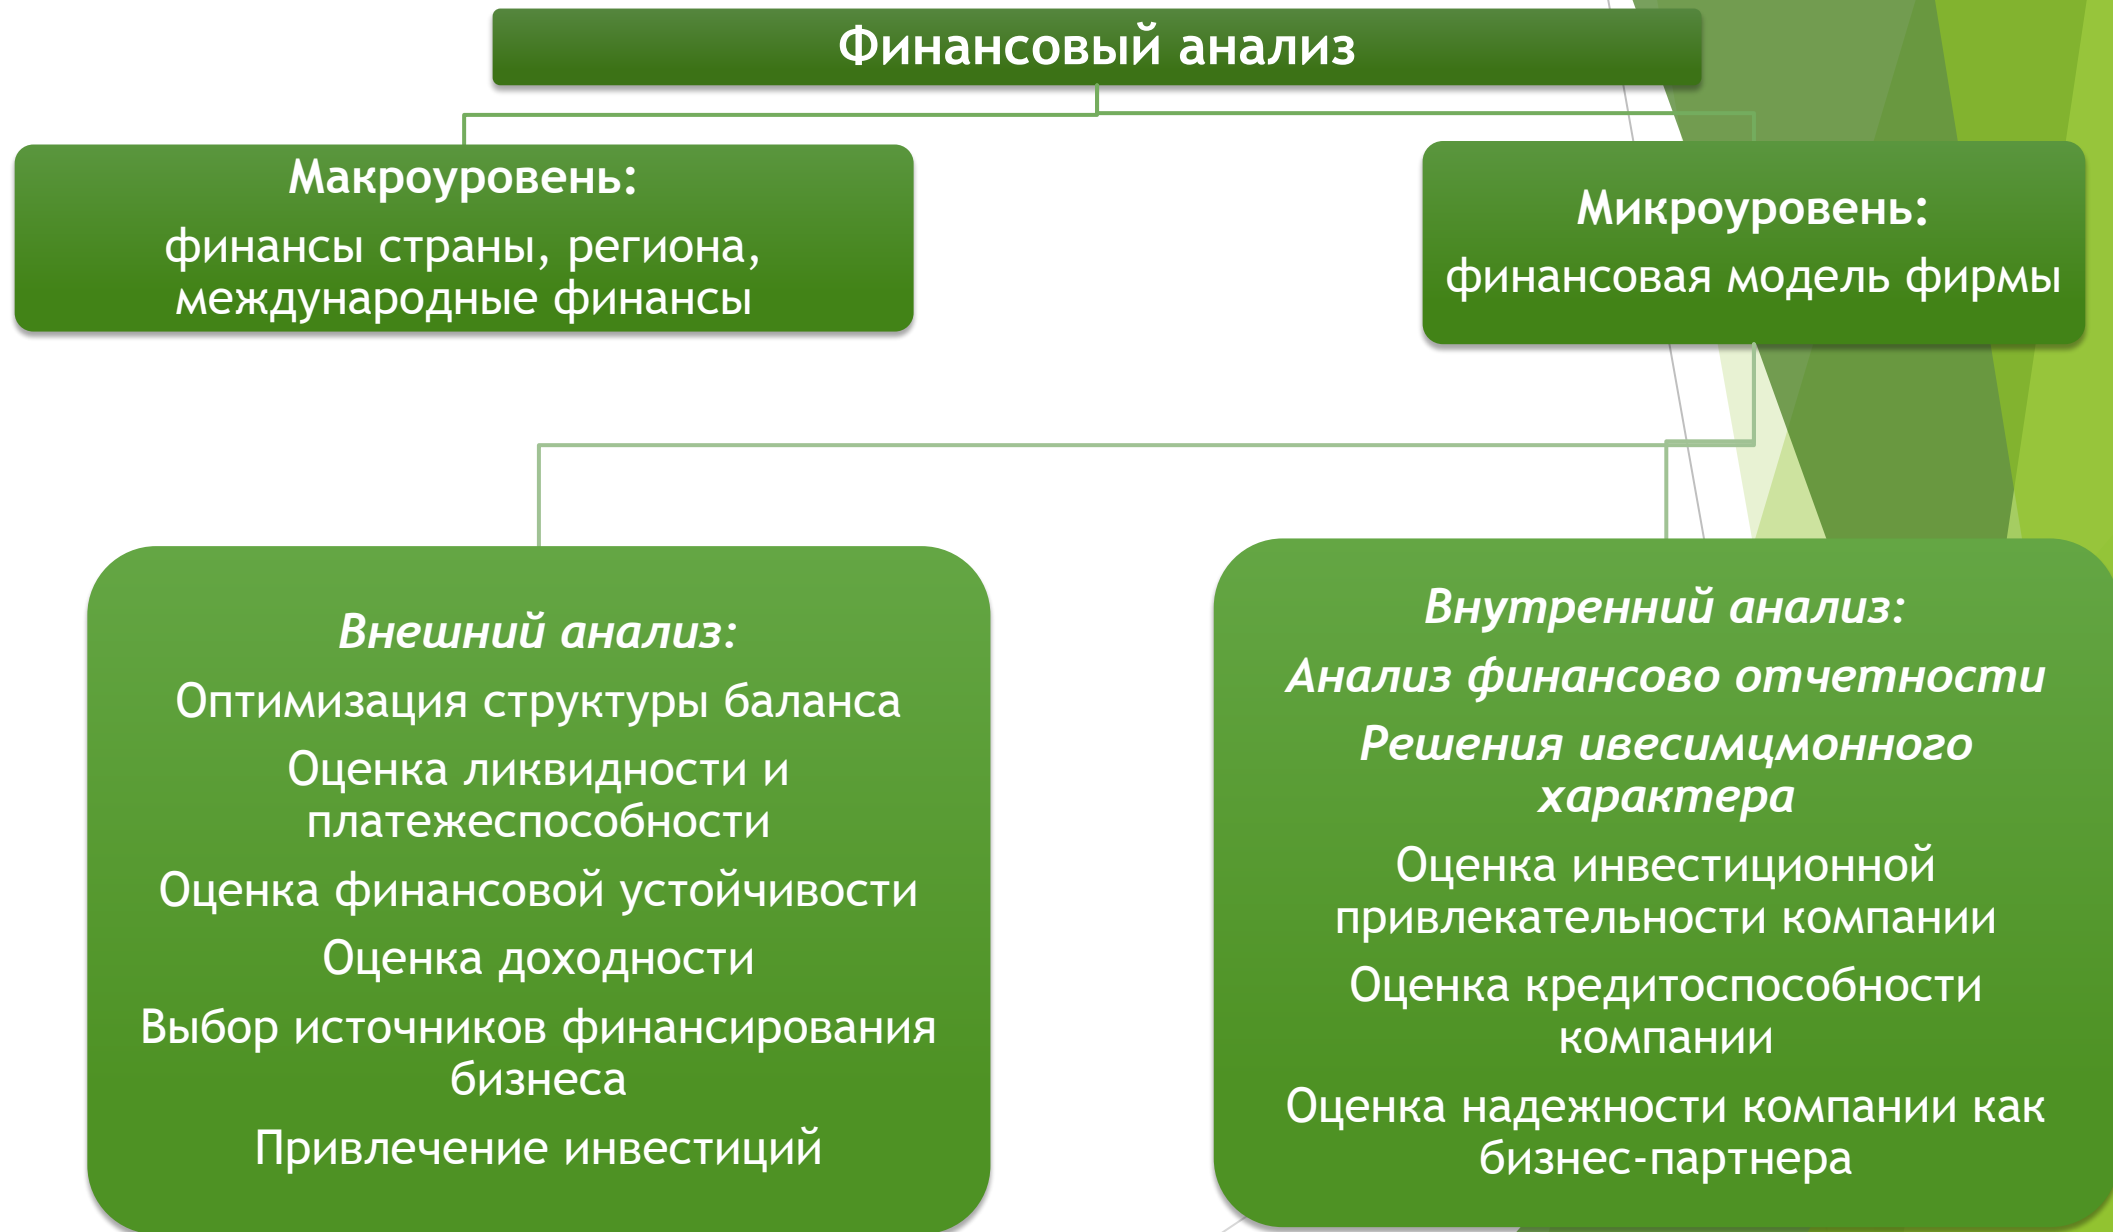 Финансовый анализ
Макроуровень:
финансы страны, региона,
международные финансы
Микроуровень:
финансовая модель фирмы
Внешний анализ:
Оптимизация структуры баланса
Оценка ликвидности и
платежеспособности
Оценка финансовой устойчивости
Оценка доходности
Выбор источников финансирования
бизнеса
Привлечение инвестиций
Внутренний анализ:
Анализ финансово отчетности
Решения ивесимцмонного
характера
Оценка инвестиционной
привлекательности компании
Оценка кредитоспособности
компании
Оценка надежности компании как
бизнес-партнера